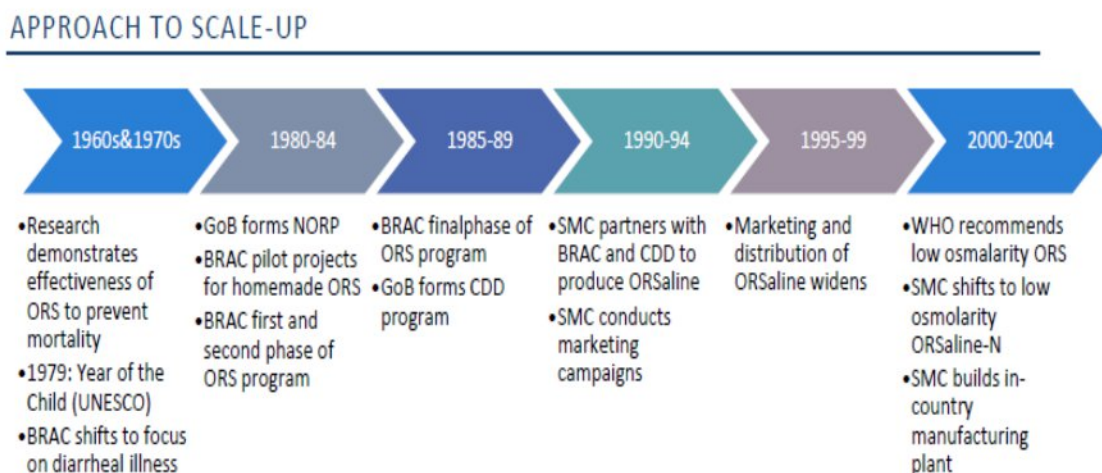 APPROACH TO SCALE-UP
1960s&1970s
1980-84
1985-89
1990-94
1995-99
2000-2004
•Research
demonstrates
effectiveness of
ORS to prevent
mortality
•1979: Year of the
Child (UNESCO)
•BRAC shifts to focus
on diarrheal illness
•GoB forms NORP
•BRAC pilot projects
for homemade ORS
•BRAC first and
second phase of
ORS program
•BRAC finalphase of
ORS program
•GoB forms CDD
program
•SMC partners with
BRAC and CDD to
produce ORSaline
•SMC conducts
marketing
campaigns
•Marketing and
distribution of
ORSaline widens
•WHO recommends
low osmalarity ORS
•SMC shifts to low
osmolarity
ORSaline-N
•SMC builds in-
country
manufacturing
plant